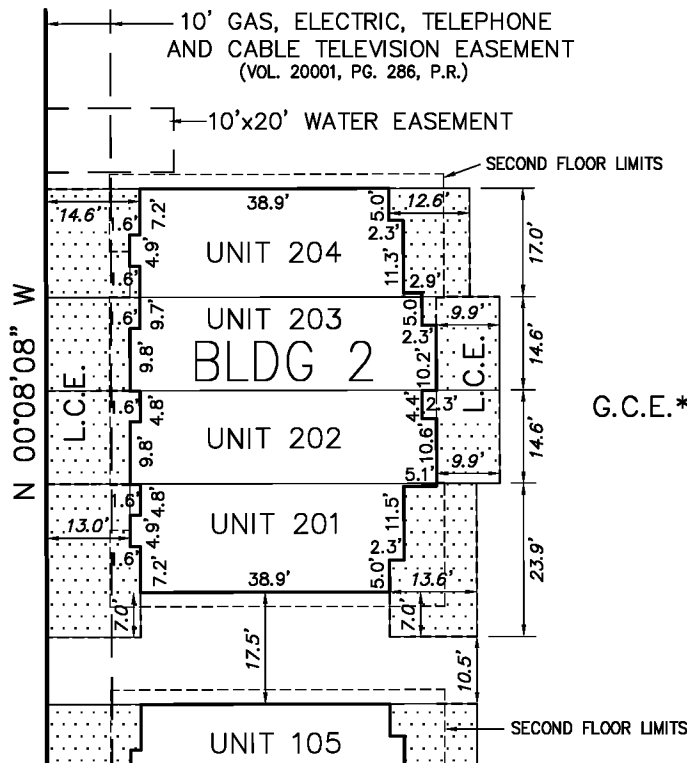 10' GAS, ELECTRIC, TELEPHONE
AND CABLE TELEVISION EASEMENT
(VOL. 20001, PG. 286, P.R.)
10'x20' WATER EASEMENT
SECOND FLOOR LIMITS
14.6'
38.9'
12.6'
1.6'
7.2'
5.0'
2.3'
4.9'
UNIT 204
11.3'
17.0'
1.6'
2.9'
1.6'
9.7'
UNIT 203
5.0'
2.3'
9.9'
9.8'
BLDG 2
10.2'
14.6'
N 00°08'08" W
L.C.E.
L.C.E.
G.C.E.*
1.6'
4.8'
4.4'
2.3'
9.8'
UNIT 202
10.6'
14.6'
5.1'
9.9'
1.6'
4.8'
UNIT 201
11.5'
13.0'
4.9'
2.3'
23.9'
1.6'
7.2'
38.9'
5.0'
13.6'
7.0'
7.0'
17.5'
10.5'
SECOND FLOOR LIMITS
UNIT 105